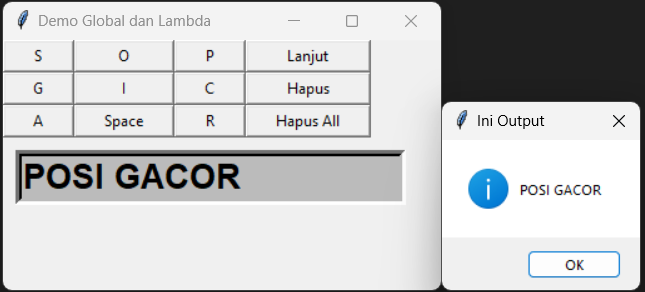 Demo Global dan Lambda
S O P Lanjut
G I C Hapus
A Space R Hapus All
POSI GACOR
Ini Output
POSI GACOR
OK